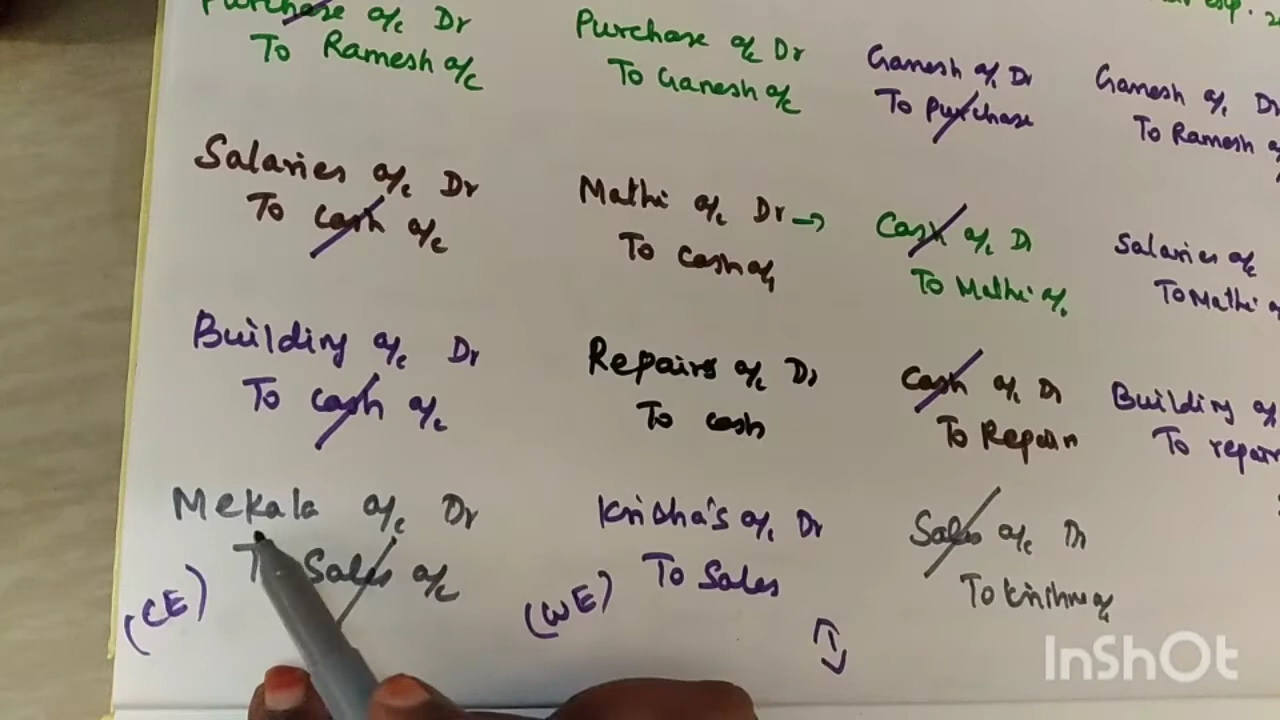 Purchase a/c Dr
To Ramesh a/c
Purchase a/c Dr
To Ganesh a/c
Ganesh a/c Dr
To Purchase
Ganesh a/c Dr
To Ramesh a
Salaries a/c Dr
To cash a/c
Mathi a/c Dr →
To Cash a/c
Cash a/c Dr
To Mathi a/c
Salaries a/c
To Mathi a
Building a/c Dr
To cash a/c
Repairs a/c Dr
To cash
Cash a/c Dr
To Repair
Building a/c
To repair
Mekala a/c Dr
To Sales a/c
(CE)
Krisha's a/c Dr
To Sales
(WE)
Sales a/c Dr
To Krishna a/c
InShOt